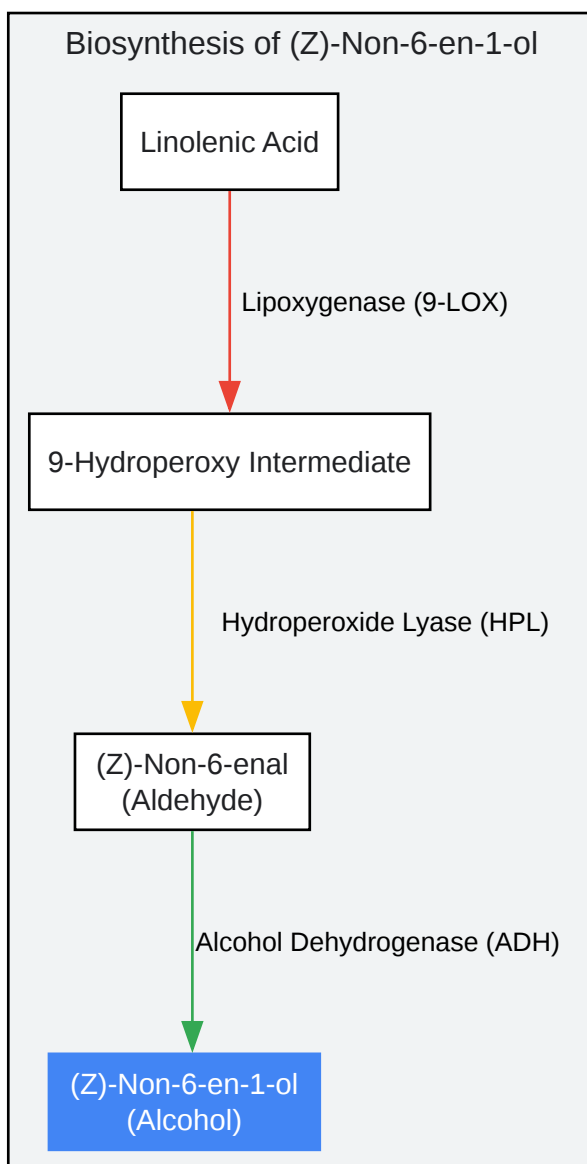 Biosynthesis of (Z)-Non-6-en-1-ol
Linolenic Acid
Lipoxygenase (9-LOX)
9-Hydroperoxy Intermediate
Hydroperoxide Lyase (HPL)
(Z)-Non-6-enal
(Aldehyde)
Alcohol Dehydrogenase (ADH)
(Z)-Non-6-en-1-ol
(Alcohol)